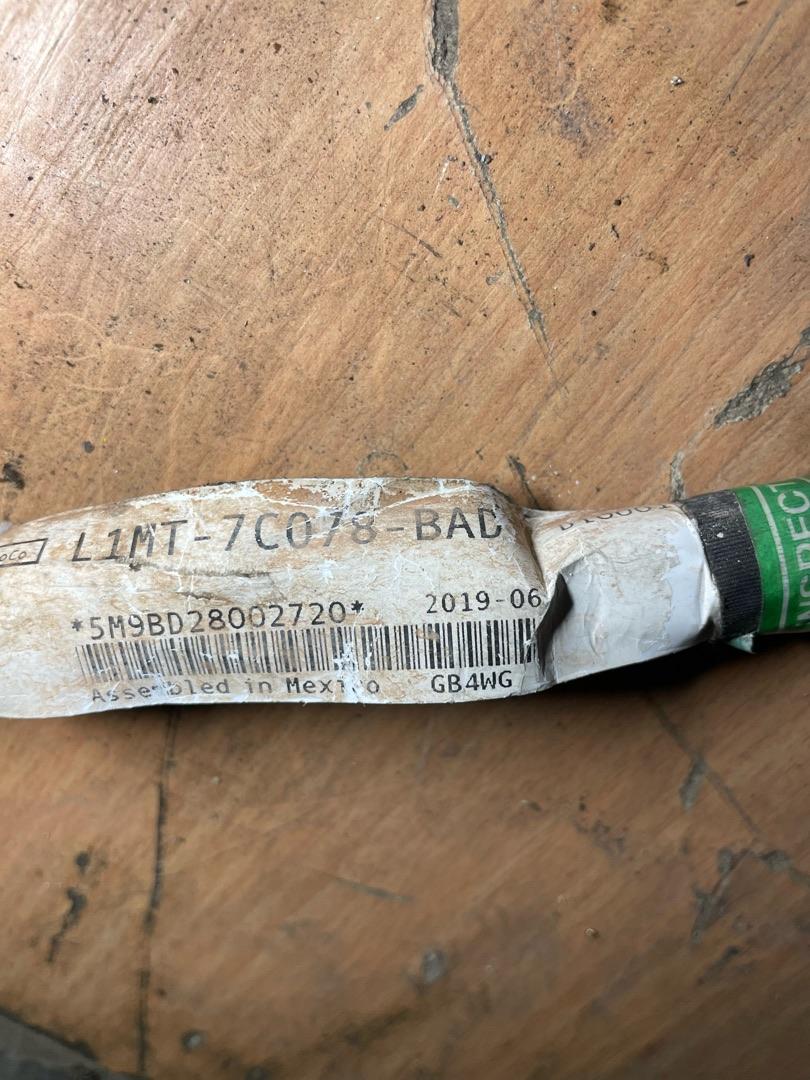 L1MT-7C078-BAD
*5M9BD28002720* 2019-06
Assembled in Mexico GB4WG